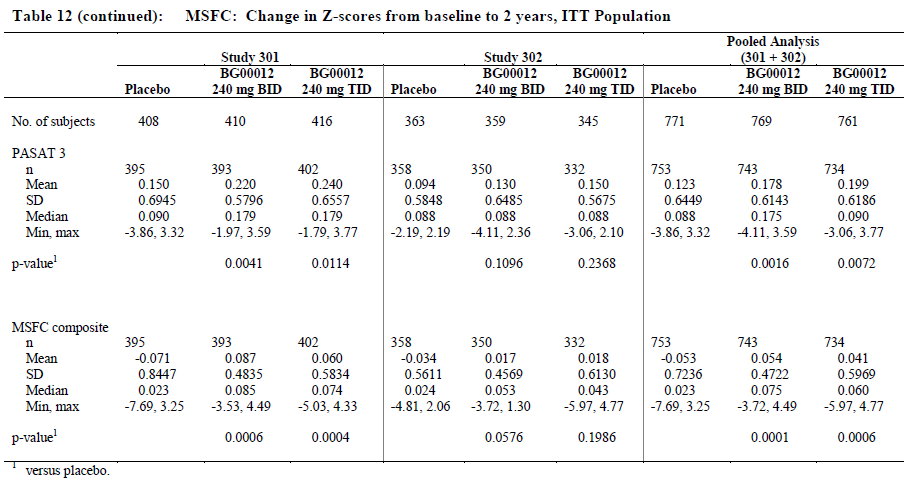 Table 12 (continued): MSFC: Change in Z-scores from baseline to 2 years, ITT Population
Study 301 Study 302 Pooled Analysis (301 + 302)
Placebo BG00012 240 mg BID BG00012 240 mg TID Placebo BG00012 240 mg BID BG00012 240 mg TID Placebo BG00012 240 mg BID BG00012 240 mg TID
No. of subjects 408 410 416 363 359 345 771 769 761
PASAT 3
n 395 393 402 358 350 332 753 743 734
Mean 0.150 0.220 0.240 0.094 0.130 0.150 0.123 0.178 0.199
SD 0.6945 0.5796 0.6557 0.5848 0.6485 0.5675 0.6449 0.6143 0.6186
Median 0.090 0.179 0.179 0.088 0.088 0.088 0.088 0.175 0.090
Min, max -3.86, 3.32 -1.97, 3.59 -1.79, 3.77 -2.19, 2.19 -4.11, 2.36 -3.06, 2.10 -3.86, 3.32 -4.11, 3.59 -3.06, 3.77
p-value¹ 0.0041 0.0114 0.1096 0.2368 0.0016 0.0072
MSFC composite
n 395 393 402 358 350 332 753 743 734
Mean -0.071 0.087 0.060 -0.034 0.017 0.018 -0.053 0.054 0.041
SD 0.8447 0.4835 0.5834 0.5611 0.4569 0.6130 0.7236 0.4722 0.5969
Median 0.023 0.085 0.074 0.024 0.053 0.043 0.023 0.075 0.060
Min, max -7.69, 3.25 -3.53, 4.49 -5.03, 4.33 -4.81, 2.06 -3.72, 1.30 -5.97, 4.77 -7.69, 3.25 -3.72, 4.49 -5.97, 4.77
p-value¹ 0.0006 0.0004 0.0576 0.1986 0.0001 0.0006
¹ versus placebo.